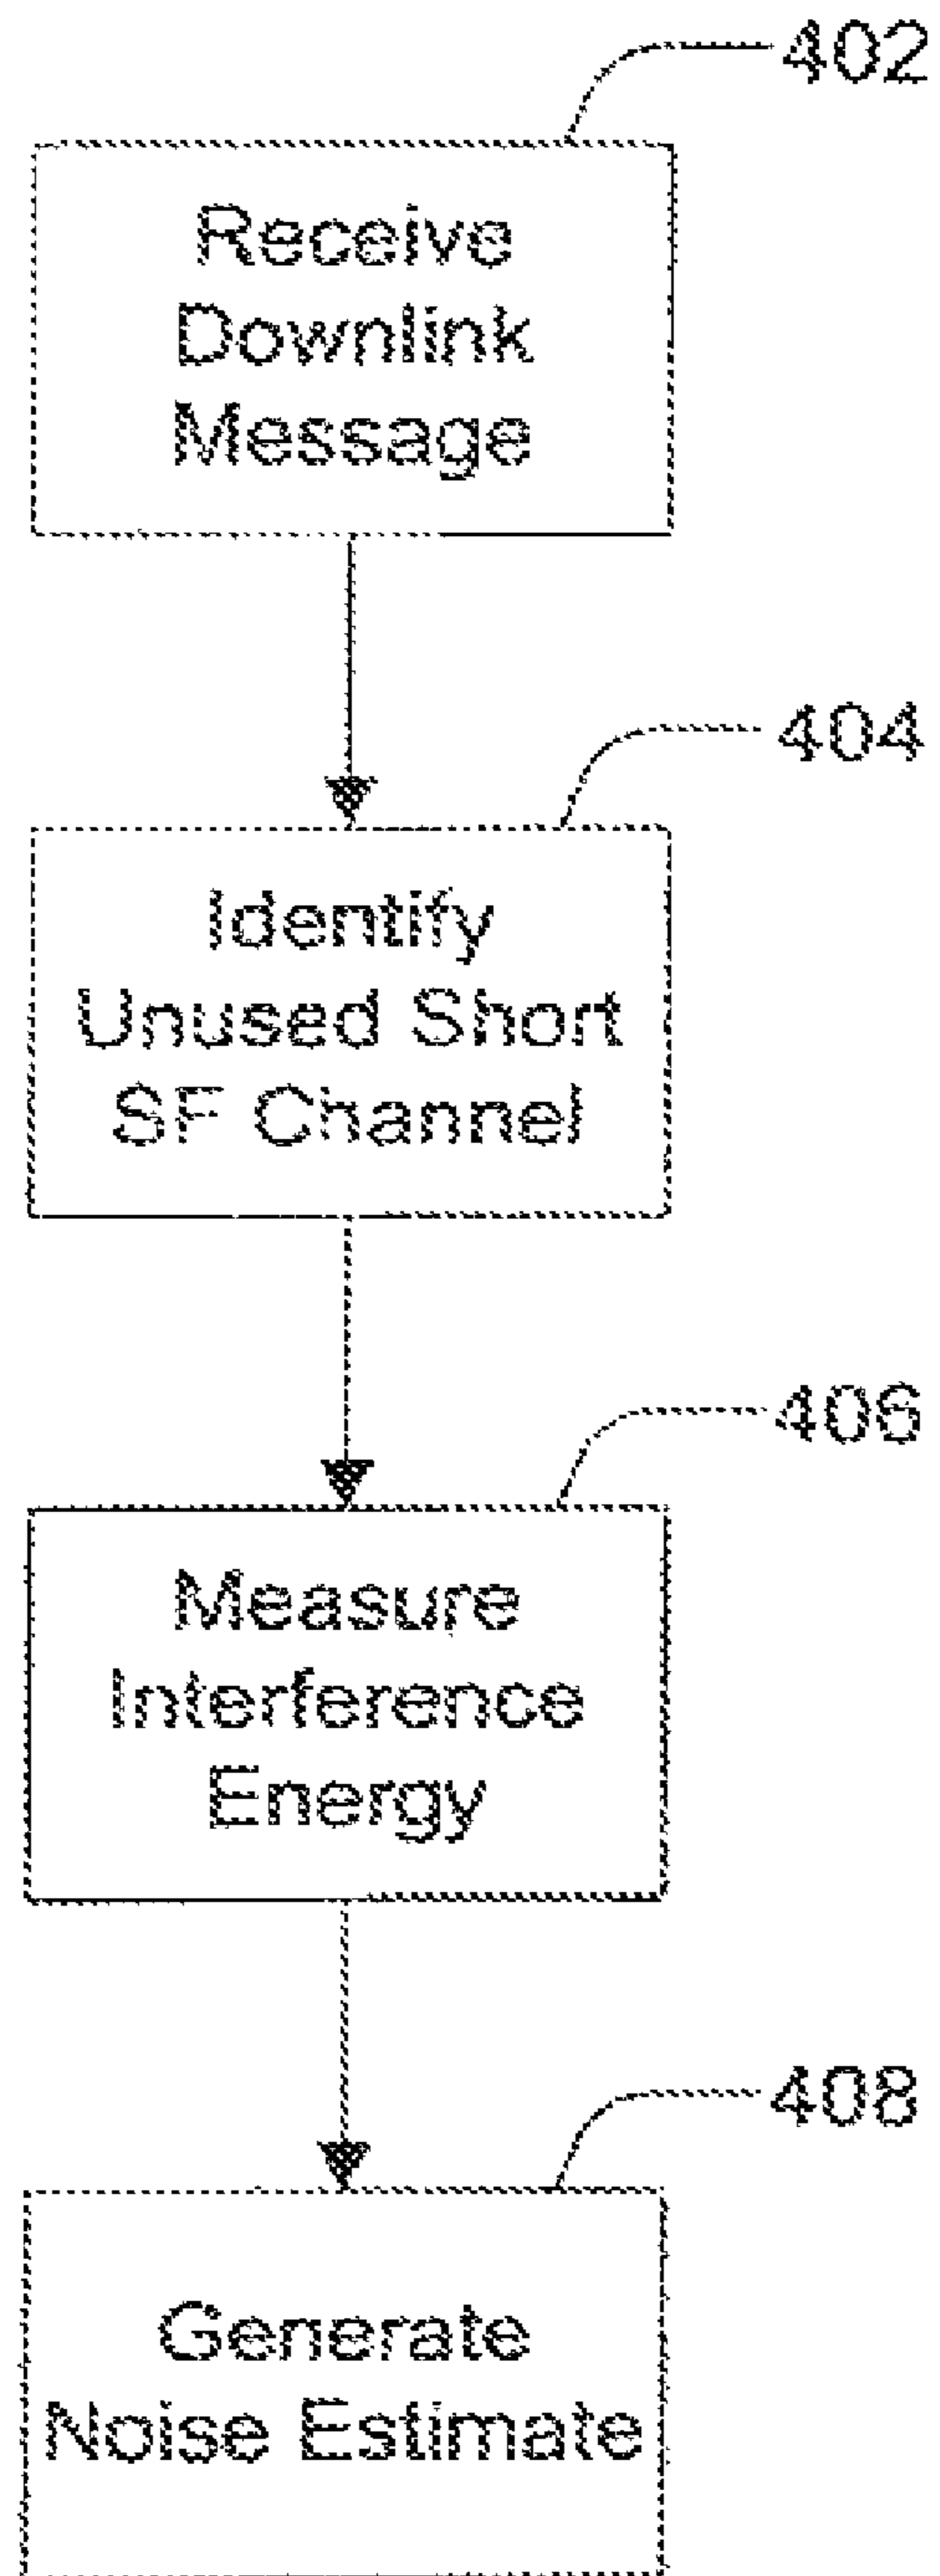 402
Receive
Downlink
Message
404
Identify
Unused Short
SF Channel
406
Measure
Interference
Energy
408
Generate
Noise Estimate